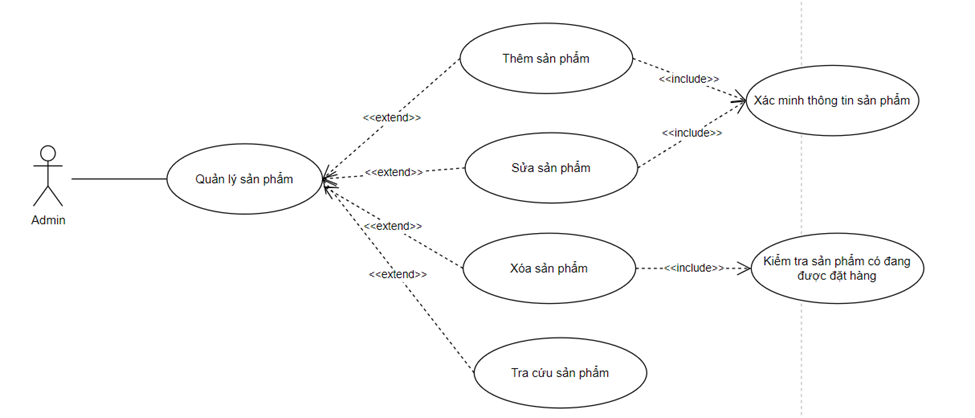 Thêm sản phẩm
<<include>>
Xác minh thông tin sản phẩm
<<extend>>
<<include>>
Sửa sản phẩm
<<extend>>
Quản lý sản phẩm
Admin
<<extend>>
Xóa sản phẩm
<<include>>
Kiểm tra sản phẩm có đang
được đặt hàng
<<extend>>
Tra cứu sản phẩm